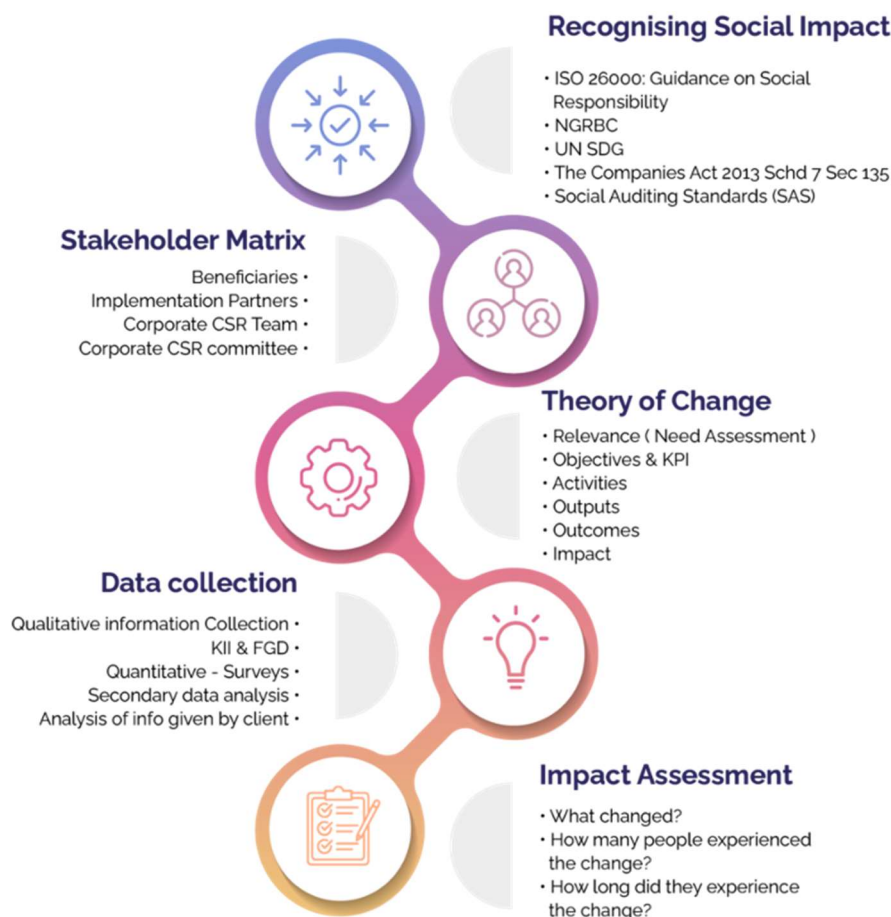 Recognising Social Impact
• ISO 26000: Guidance on Social
Responsibility
• NGRBC
• UN SDG
• The Companies Act 2013 Schd 7 Sec 135
• Social Auditing Standards (SAS)
Stakeholder Matrix
Beneficiaries •
Implementation Partners •
Corporate CSR Team •
Corporate CSR committee •
Theory of Change
• Relevance ( Need Assessment )
• Objectives & KPI
• Activities
• Outputs
• Outcomes
• Impact
Data collection
Qualitative information Collection •
KII & FGD •
Quantitative - Surveys •
Secondary data analysis •
Analysis of info given by client •
Impact Assessment
• What changed?
• How many people experienced
the change?
• How long did they experience
the change?